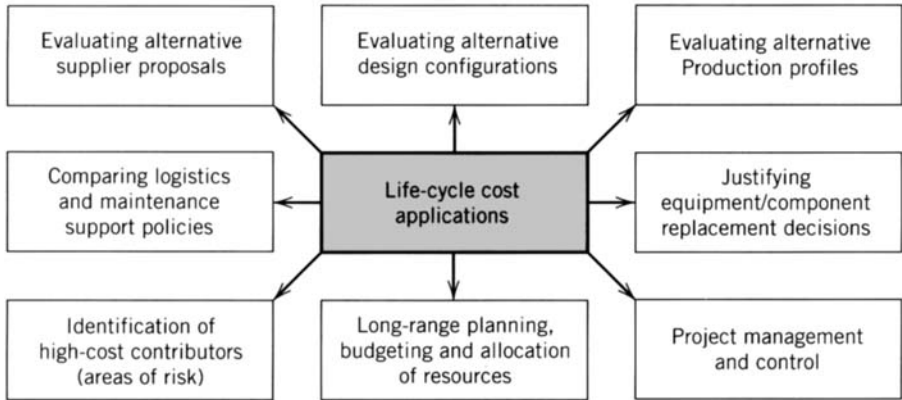 Evaluating alternative
supplier proposals
Evaluating alternative
design configurations
Evaluating alternative
Production profiles
Comparing logistics
and maintenance
support policies
Life-cycle cost
applications
Justifying
equipment/component
replacement decisions
Identification of
high-cost contributors
(areas of risk)
Long-range planning,
budgeting and allocation
of resources
Project management
and control